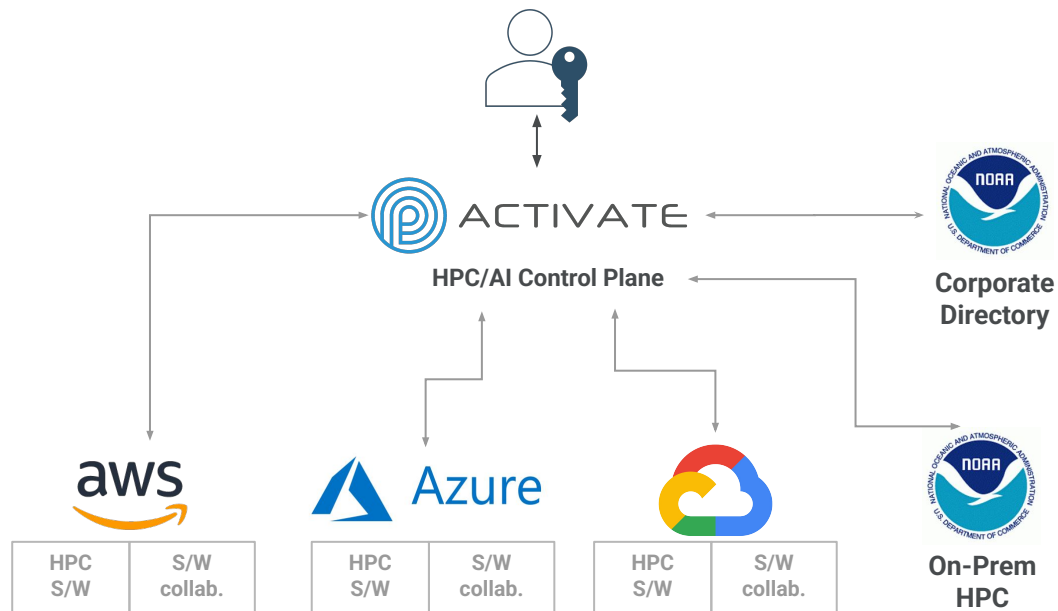 ACTIVATE
HPC/AI Control Plane
NATIONAL OCEANIC AND ATMOSPHERIC ADMINISTRATION
NOAA
U.S. DEPARTMENT OF COMMERCE
Corporate
Directory
aws
Azure
NATIONAL OCEANIC AND ATMOSPHERIC ADMINISTRATION
NOAA
U.S. DEPARTMENT OF COMMERCE
On-Prem
HPC
HPC
S/W
S/W
collab.
HPC
S/W
S/W
collab.
HPC
S/W
S/W
collab.